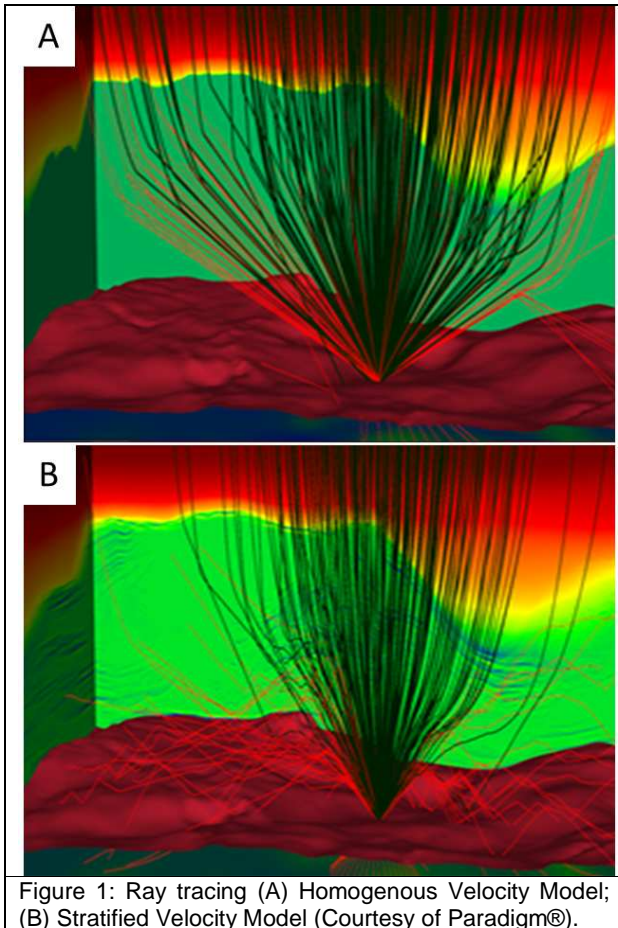 A
B
Figure 1: Ray tracing (A) Homogenous Velocity Model;
(B) Stratified Velocity Model (Courtesy of Paradigm®).